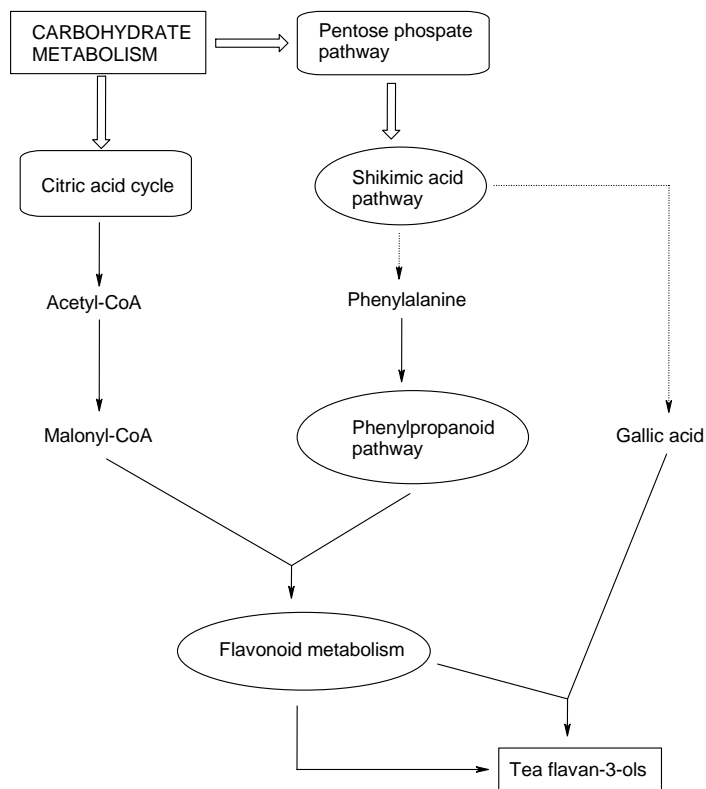 CARBOHYDRATE
METABOLISM
Pentose phospate
pathway
Citric acid cycle
Shikimic acid
pathway
Acetyl-CoA
Phenylalanine
Malonyl-CoA
Phenylpropanoid
pathway
Gallic acid
Flavonoid metabolism
Tea flavan-3-ols